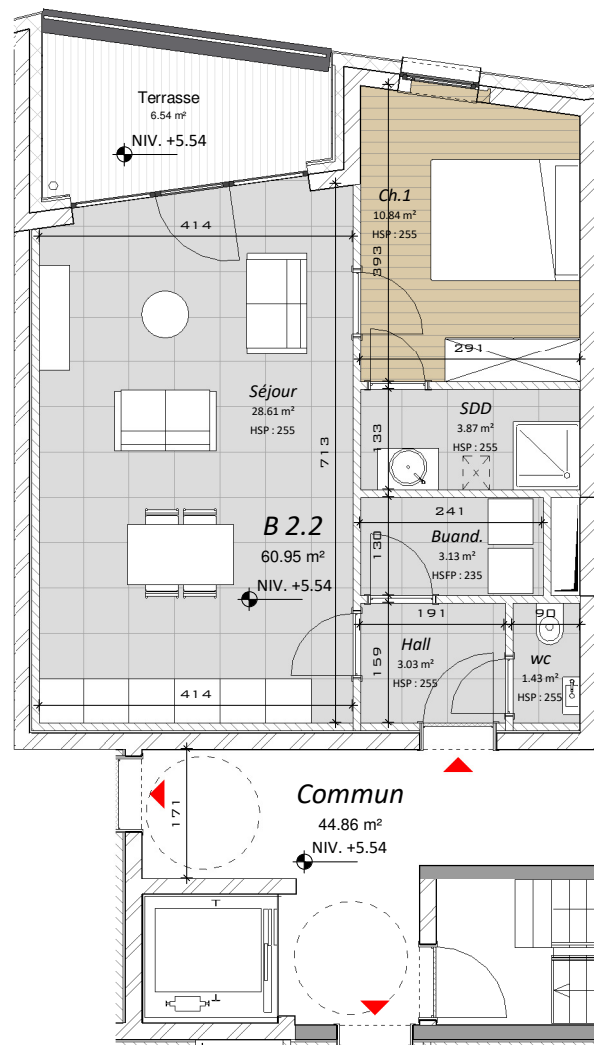 Terrasse
6.54 m²
NIV. +5.54
Ch.1
10.84 m²
HSP : 255
393
414
291
Séjour
28.61 m²
HSP : 255
713
SDD
3.87 m²
HSP : 255
133
x
241
Buand.
3.13 m²
HSFP : 235
130
B 2.2
60.95 m²
NIV. +5.54
191
90
Hall
3.03 m²
HSP : 255
159
wc
1.43 m²
HSP : 255
414
171
Commun
44.86 m²
NIV. +5.54